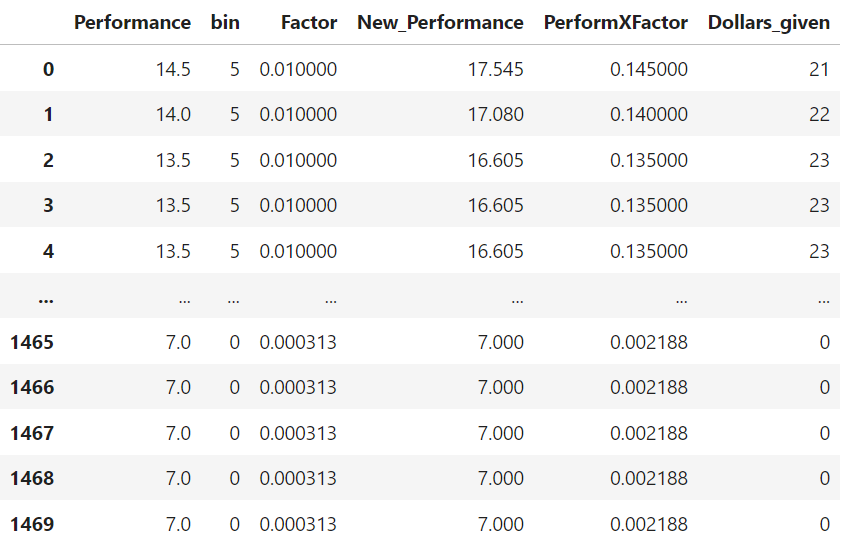 Performance bin Factor New_Performance PerformXFactor Dollars_given
0 14.5 5 0.010000 17.545 0.145000 21
1 14.0 5 0.010000 17.080 0.140000 22
2 13.5 5 0.010000 16.605 0.135000 23
3 13.5 5 0.010000 16.605 0.135000 23
4 13.5 5 0.010000 16.605 0.135000 23
... ... ... ... ... ... ...
1465 7.0 0 0.000313 7.000 0.002188 0
1466 7.0 0 0.000313 7.000 0.002188 0
1467 7.0 0 0.000313 7.000 0.002188 0
1468 7.0 0 0.000313 7.000 0.002188 0
1469 7.0 0 0.000313 7.000 0.002188 0